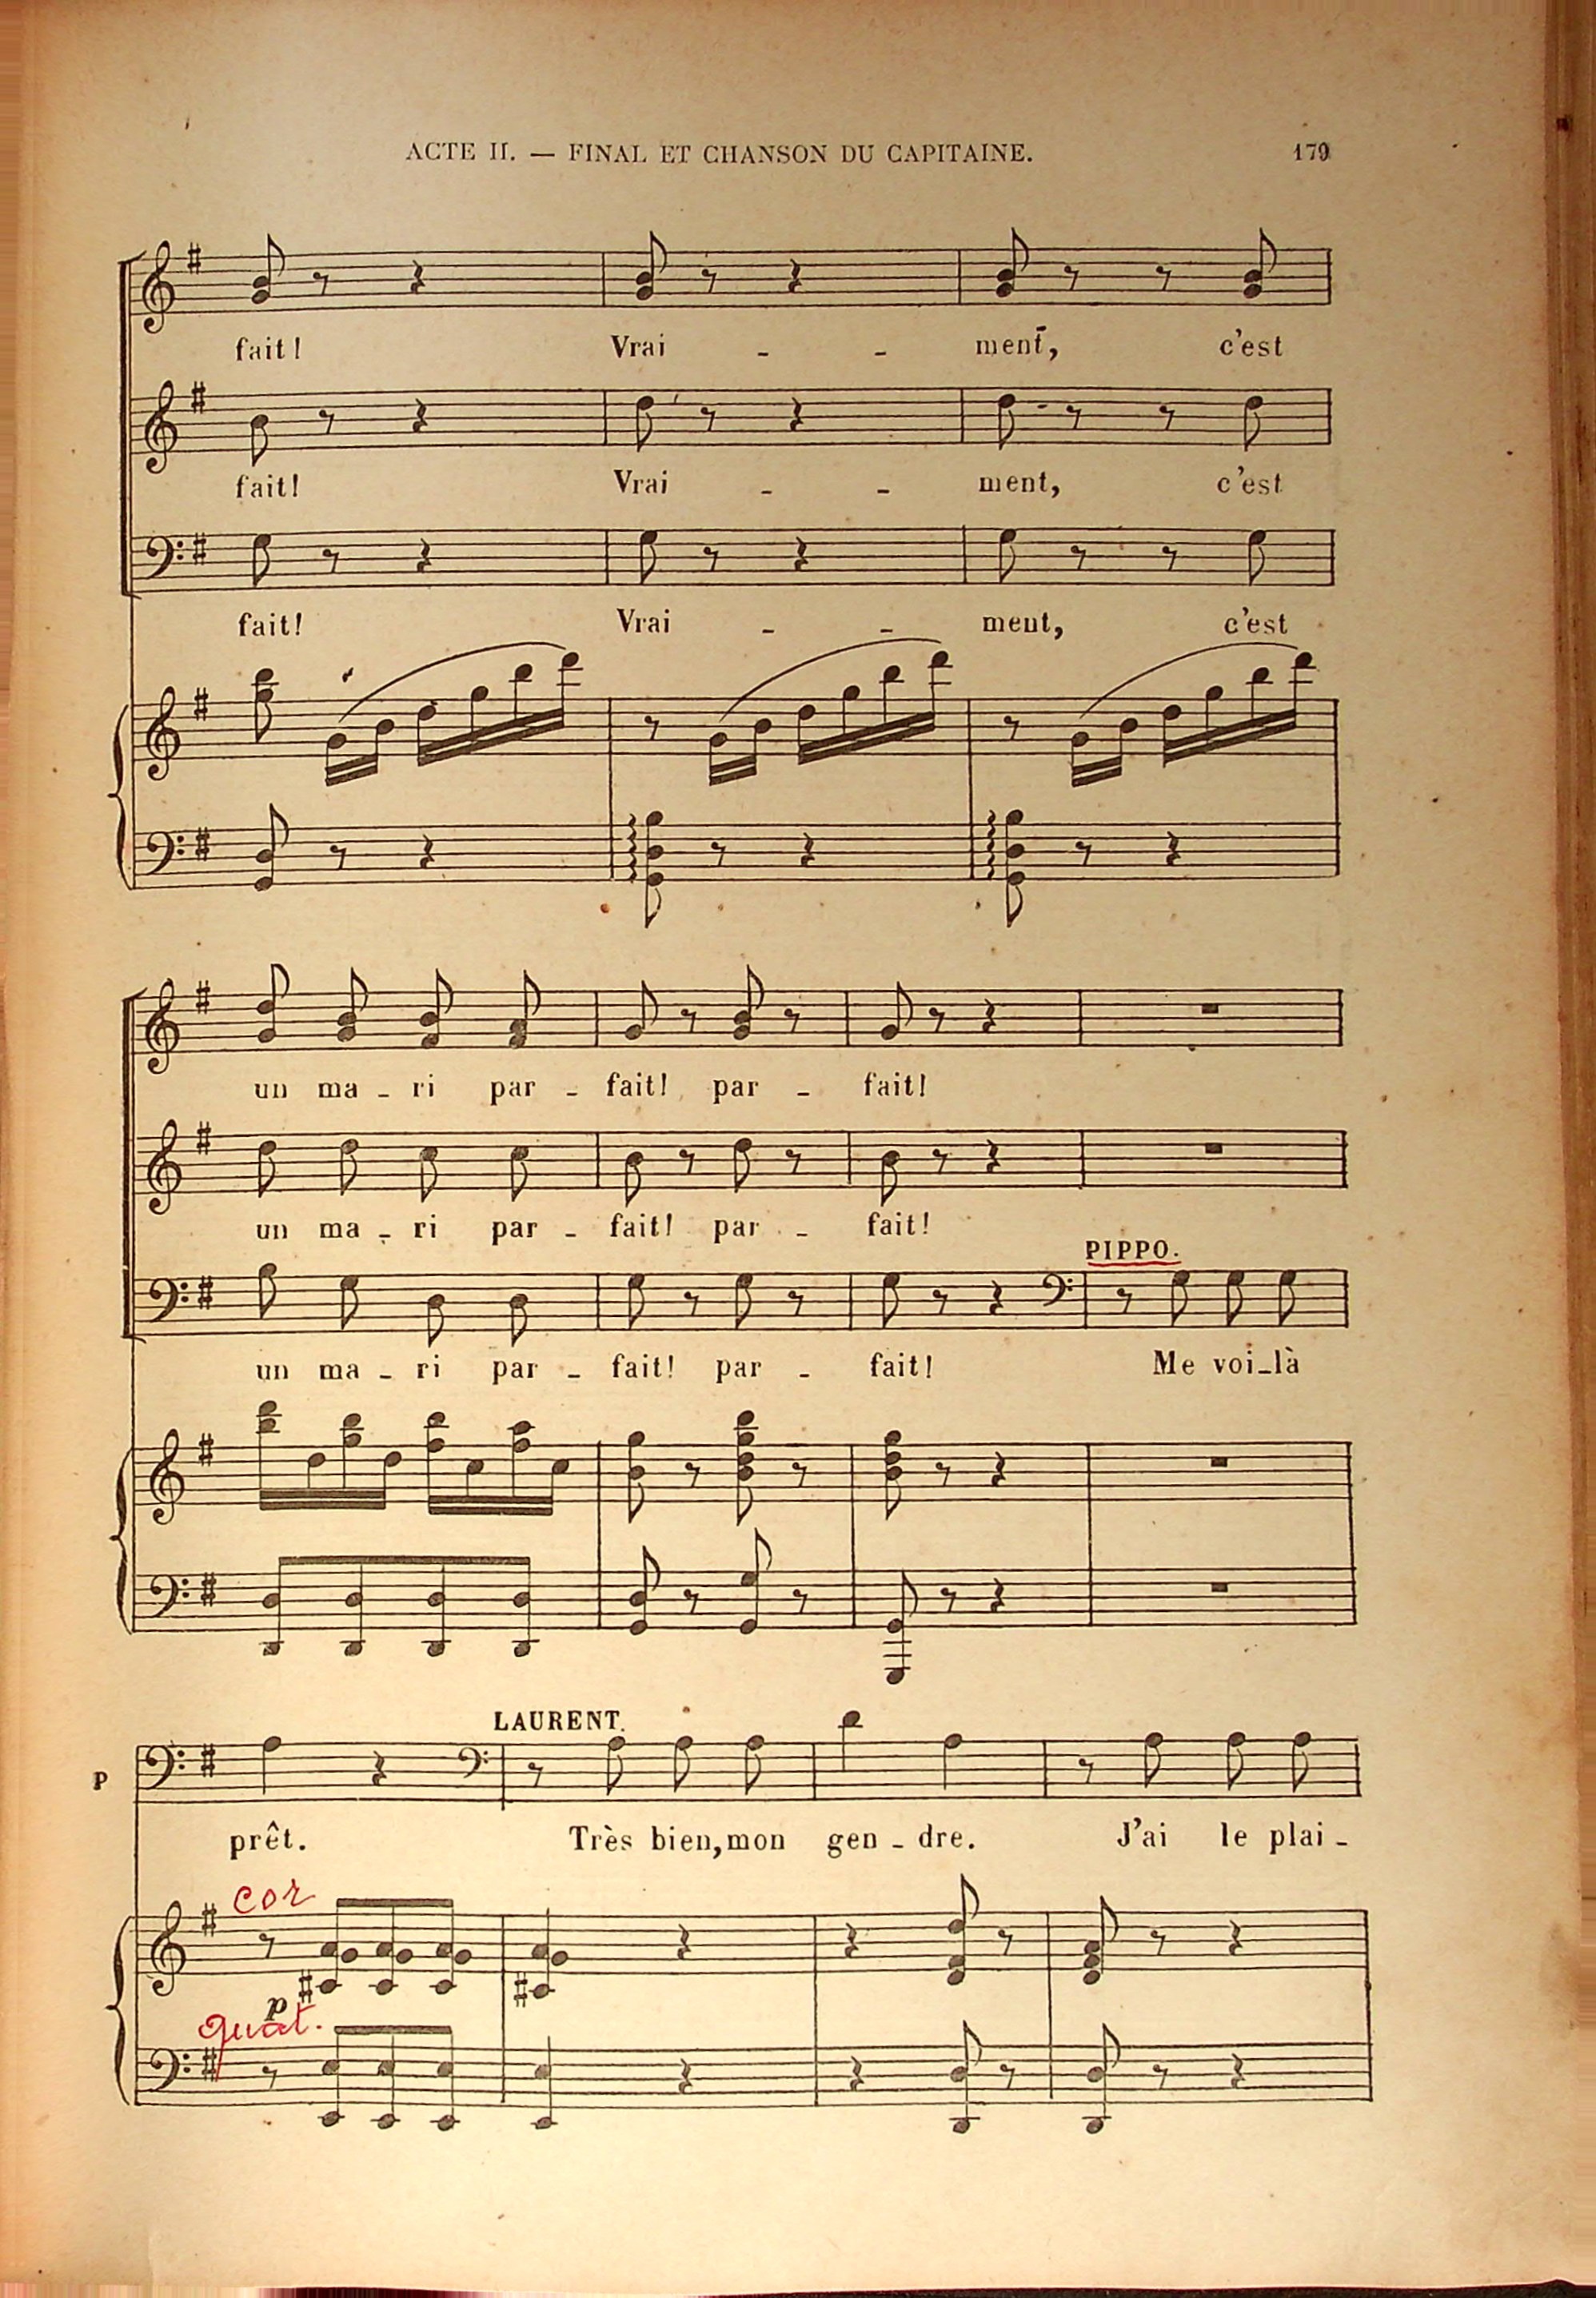 ACTE II. — FINAL ET CHANSON DU CAPITAINE. 179
fait! Vrai - - ment, c'est
fait! Vrai - - ment, c'est
fait! Vrai - - ment, c'est
un ma - ri par - fait! par - fait!
un ma - ri par - fait! par - fait!
PIPPO.
un ma - ri par - fait! par - fait! Me voi-là
LAURENT.
P
prêt. Très bien, mon gen - dre. J'ai le plai -
cor
p
quat.